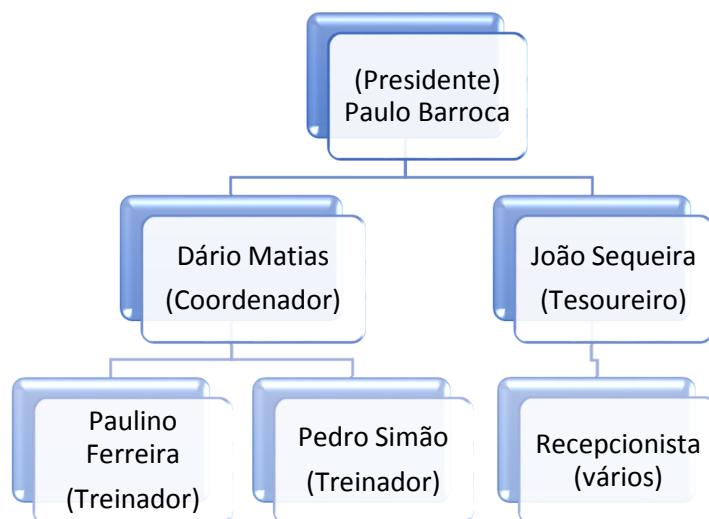 (Presidente)
Paulo Barroca
Dário Matias
(Coordenador)
João Sequeira
(Tesoureiro)
Paulino
Ferreira
(Treinador)
Pedro Simão
(Treinador)
Recepcionista
(vários)